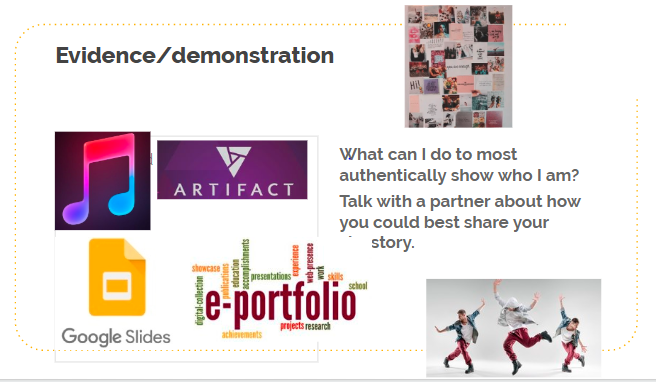 Evidence/demonstration
ARTIFACT
What can I do to most
authentically show who I am?
Talk with a partner about how
you could best share your
story.
Google Slides
showcase
digital-collection
publications
education
accomplishments
presentations
experience
web-presence
work
skills
school
e-portfolio
projects research
achievements